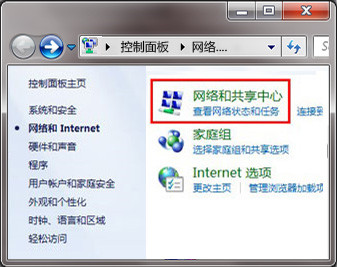 控制面板 ▸ 网络....
控制面板主页
系统和安全
网络和 Internet
硬件和声音
程序
用户帐户和家庭安全
外观和个性化
时钟、语言和区域
轻松访问
网络和共享中心
查看网络状态和任务 连接到
家庭组
选择家庭组和共享选项
Internet 选项
更改主页 管理浏览器加载项